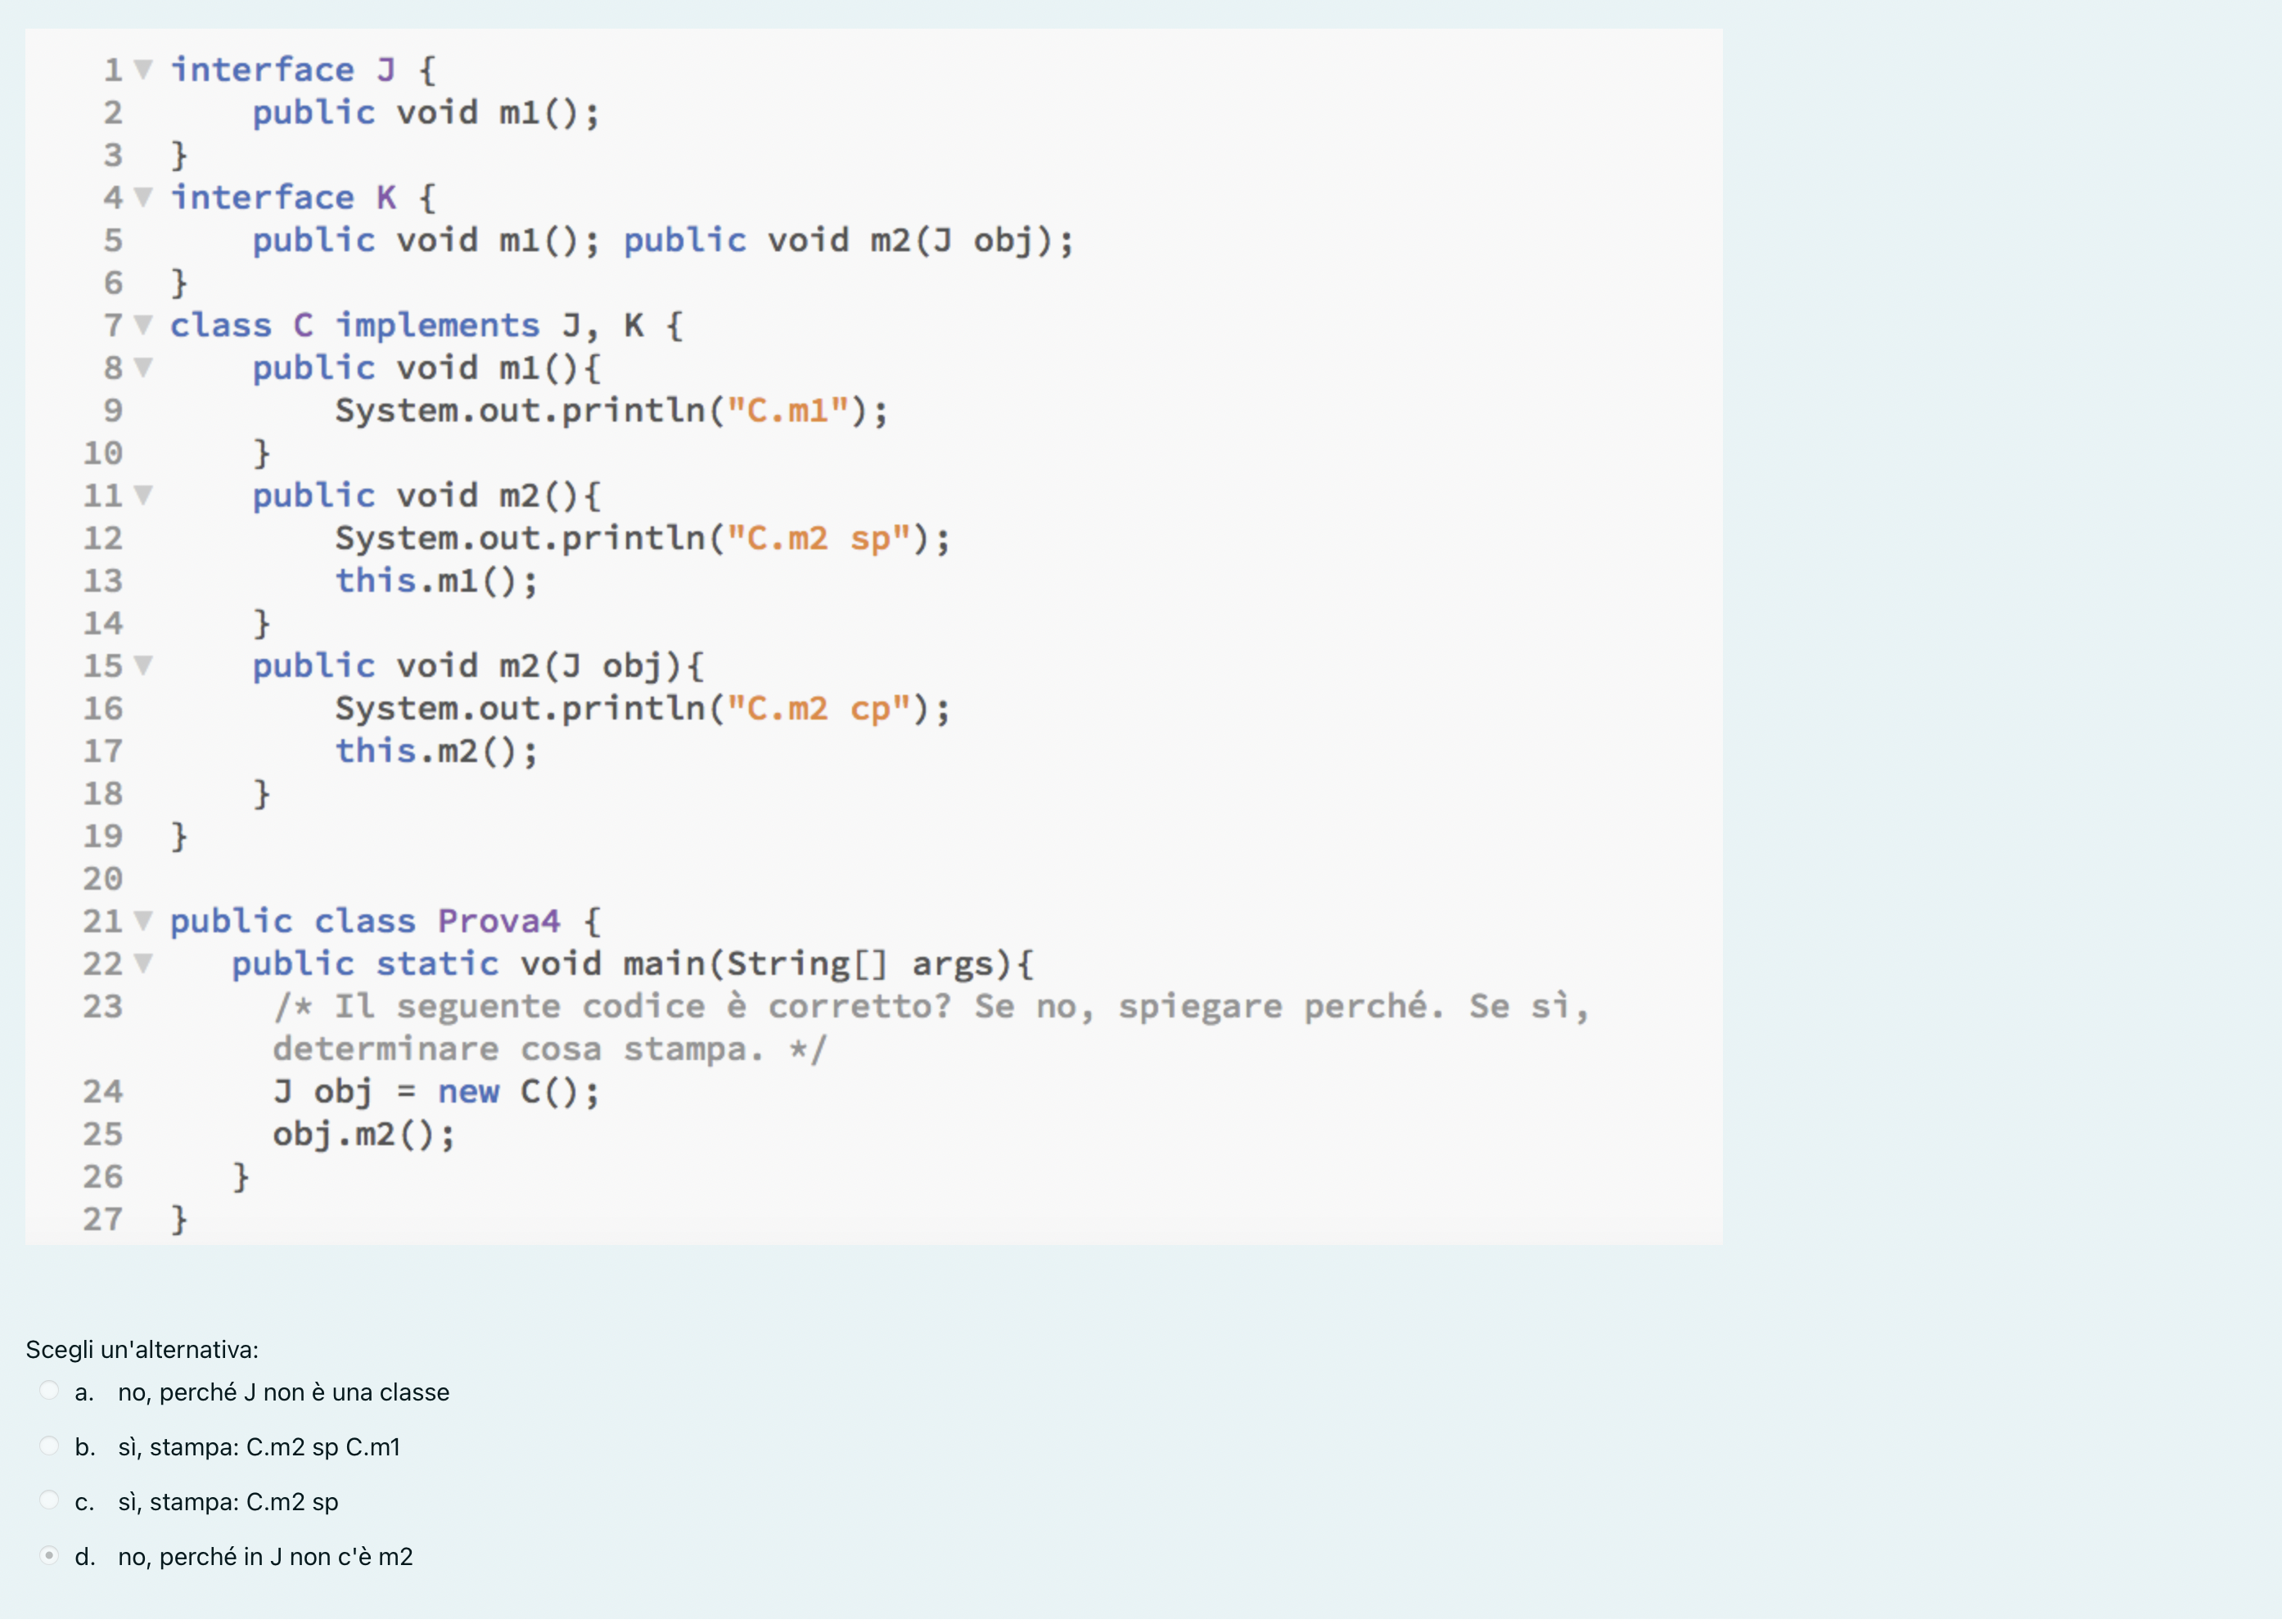 1 interface J {
2     public void m1();
3 }
4 interface K {
5     public void m1(); public void m2(J obj);
6 }
7 class C implements J, K {
8     public void m1(){
9         System.out.println("C.m1");
10     }
11     public void m2(){
12         System.out.println("C.m2 sp");
13         this.m1();
14     }
15     public void m2(J obj){
16         System.out.println("C.m2 cp");
17         this.m2();
18     }
19 }
20
21 public class Prova4 {
22    public static void main(String[] args){
23      /* Il seguente codice è corretto? Se no, spiegare perché. Se sì,
determinare cosa stampa. */
24      J obj = new C();
25      obj.m2();
26    }
27 }
Scegli un'alternativa:
a. no, perché J non è una classe
b. sì, stampa: C.m2 sp C.m1
c. sì, stampa: C.m2 sp
d. no, perché in J non c'è m2